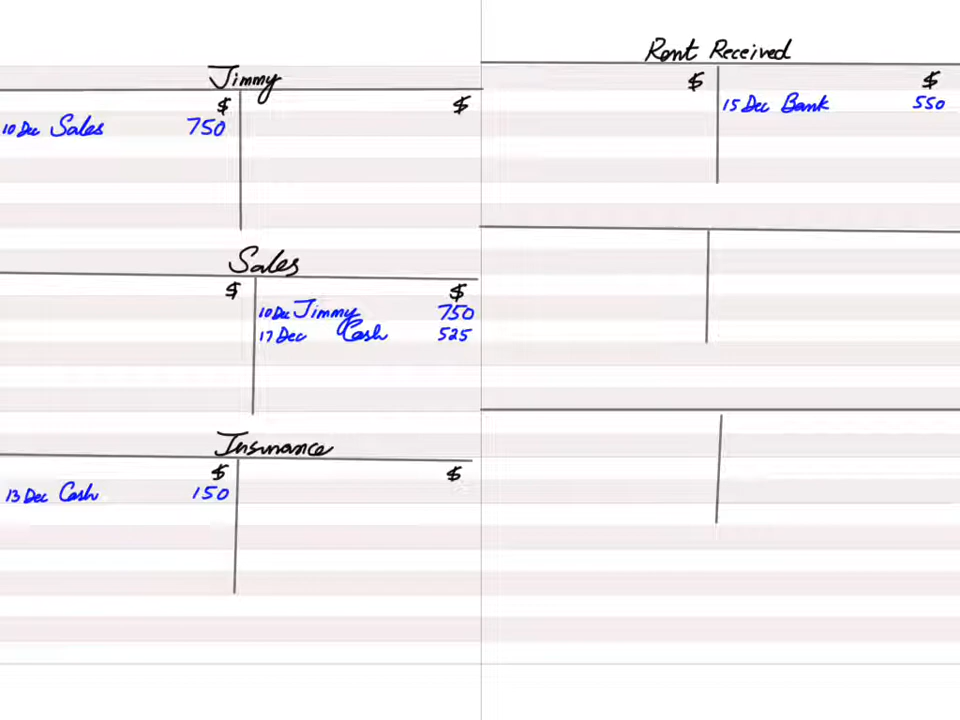 Jimmy
$ $
10 Dec Sales 750
Sales
$ $
10 Dec Jimmy 750
17 Dec Cash 525
Insurance
$ $
13 Dec Cash 150
Rent Received
$ $
15 Dec Bank 550